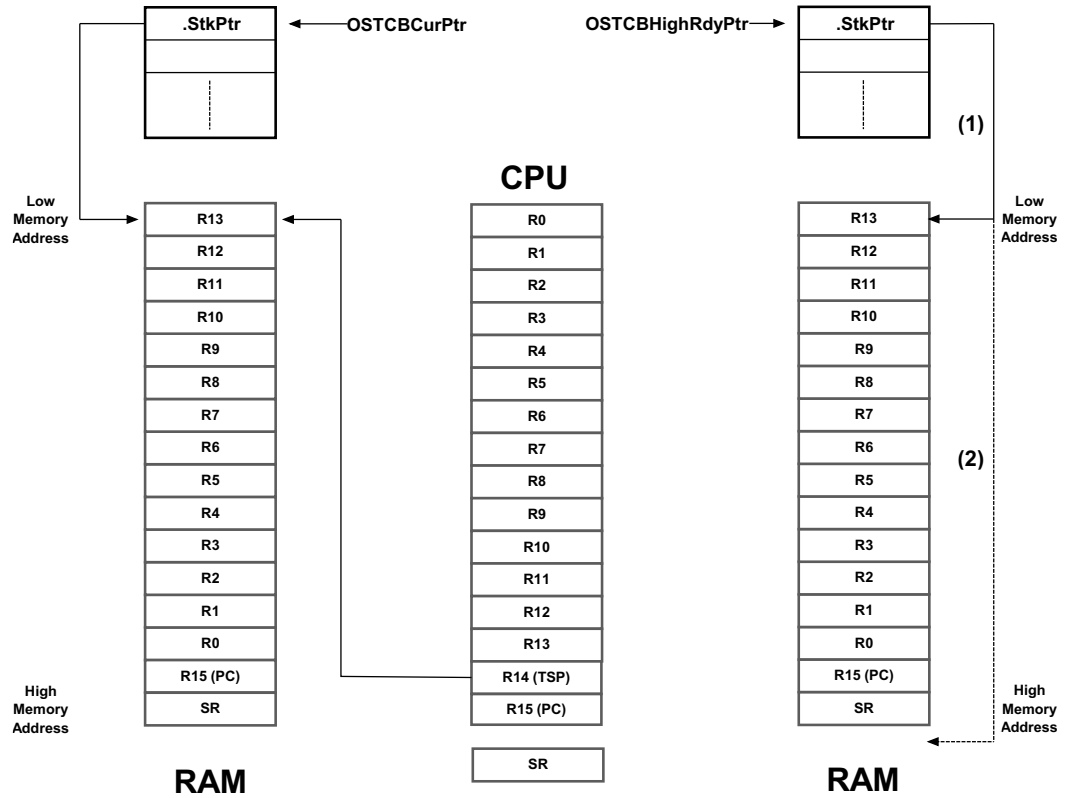 .StkPtr
OSTCBCurPtr
OSTCBHighRdyPtr
.StkPtr
(1)
CPU
Low
Memory
Address
R13
R12
R11
R10
R9
R8
R7
R6
R5
R4
R3
R2
R1
R0
R15 (PC)
SR
High
Memory
Address
RAM
R0
R1
R2
R3
R4
R5
R6
R7
R8
R9
R10
R11
R12
R13
R14 (TSP)
R15 (PC)
SR
R13
R12
R11
R10
R9
R8
R7
R6
R5
R4
R3
R2
R1
R0
R15 (PC)
SR
RAM
Low
Memory
Address
(2)
High
Memory
Address